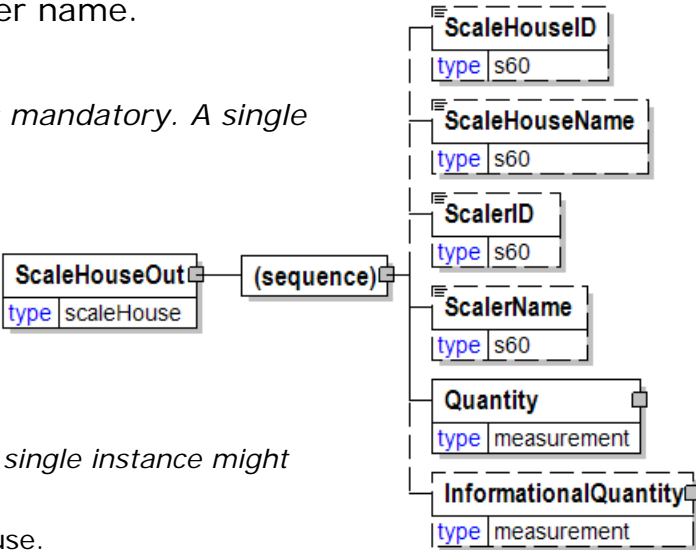 er name.
mandatory. A single
single instance might
use.
ScaleHouseOut
type scaleHouse
(sequence)
ScaleHouseID
type s60
ScaleHouseName
type s60
ScalerID
type s60
ScalerName
type s60
Quantity
type measurement
InformationalQuantity
type measurement